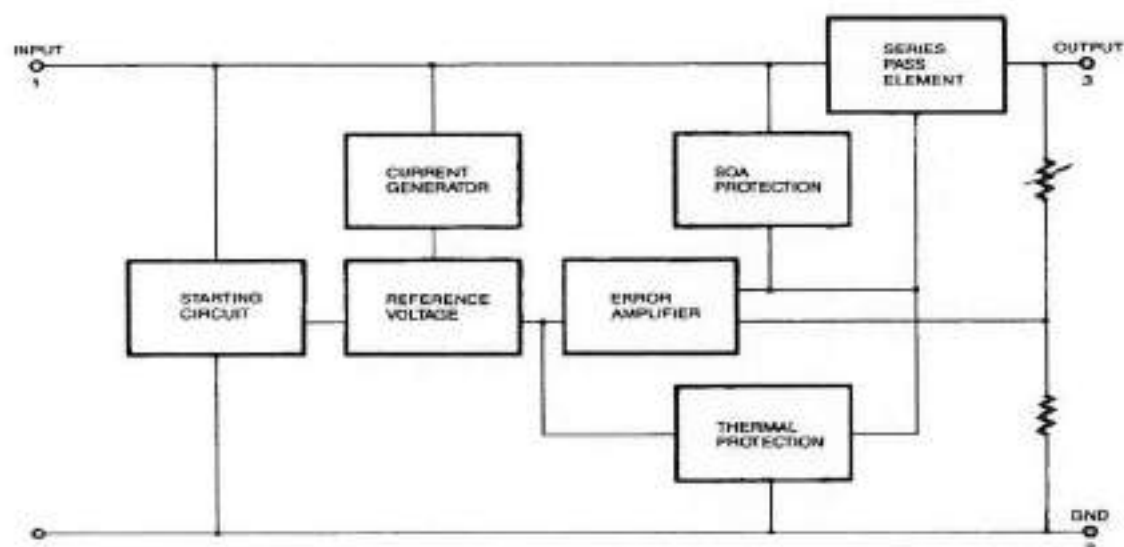 INPUT
1
SERIES
PASS
ELEMENT
OUTPUT
3
CURRENT
GENERATOR
SOA
PROTECTION
STARTING
CIRCUIT
REFERENCE
VOLTAGE
ERROR
AMPLIFIER
THERMAL
PROTECTION
GND